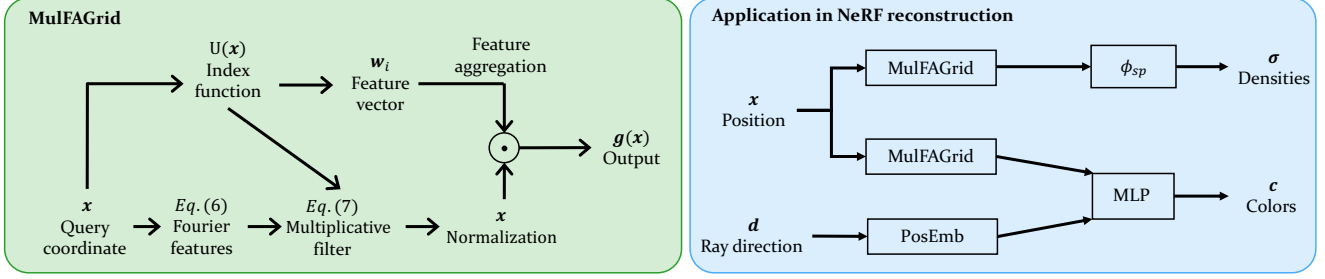 MulFAGrid
U(x)
Index
function
w_i
Feature
vector
Feature
aggregation
g(x)
Output
x
Query
coordinate
Eq. (6)
Fourier
features
Eq. (7)
Multiplicative
filter
x
Normalization
Application in NeRF reconstruction
x
Position
MulFAGrid
ϕ_sp
σ
Densities
MulFAGrid
MLP
c
Colors
d
Ray direction
PosEmb